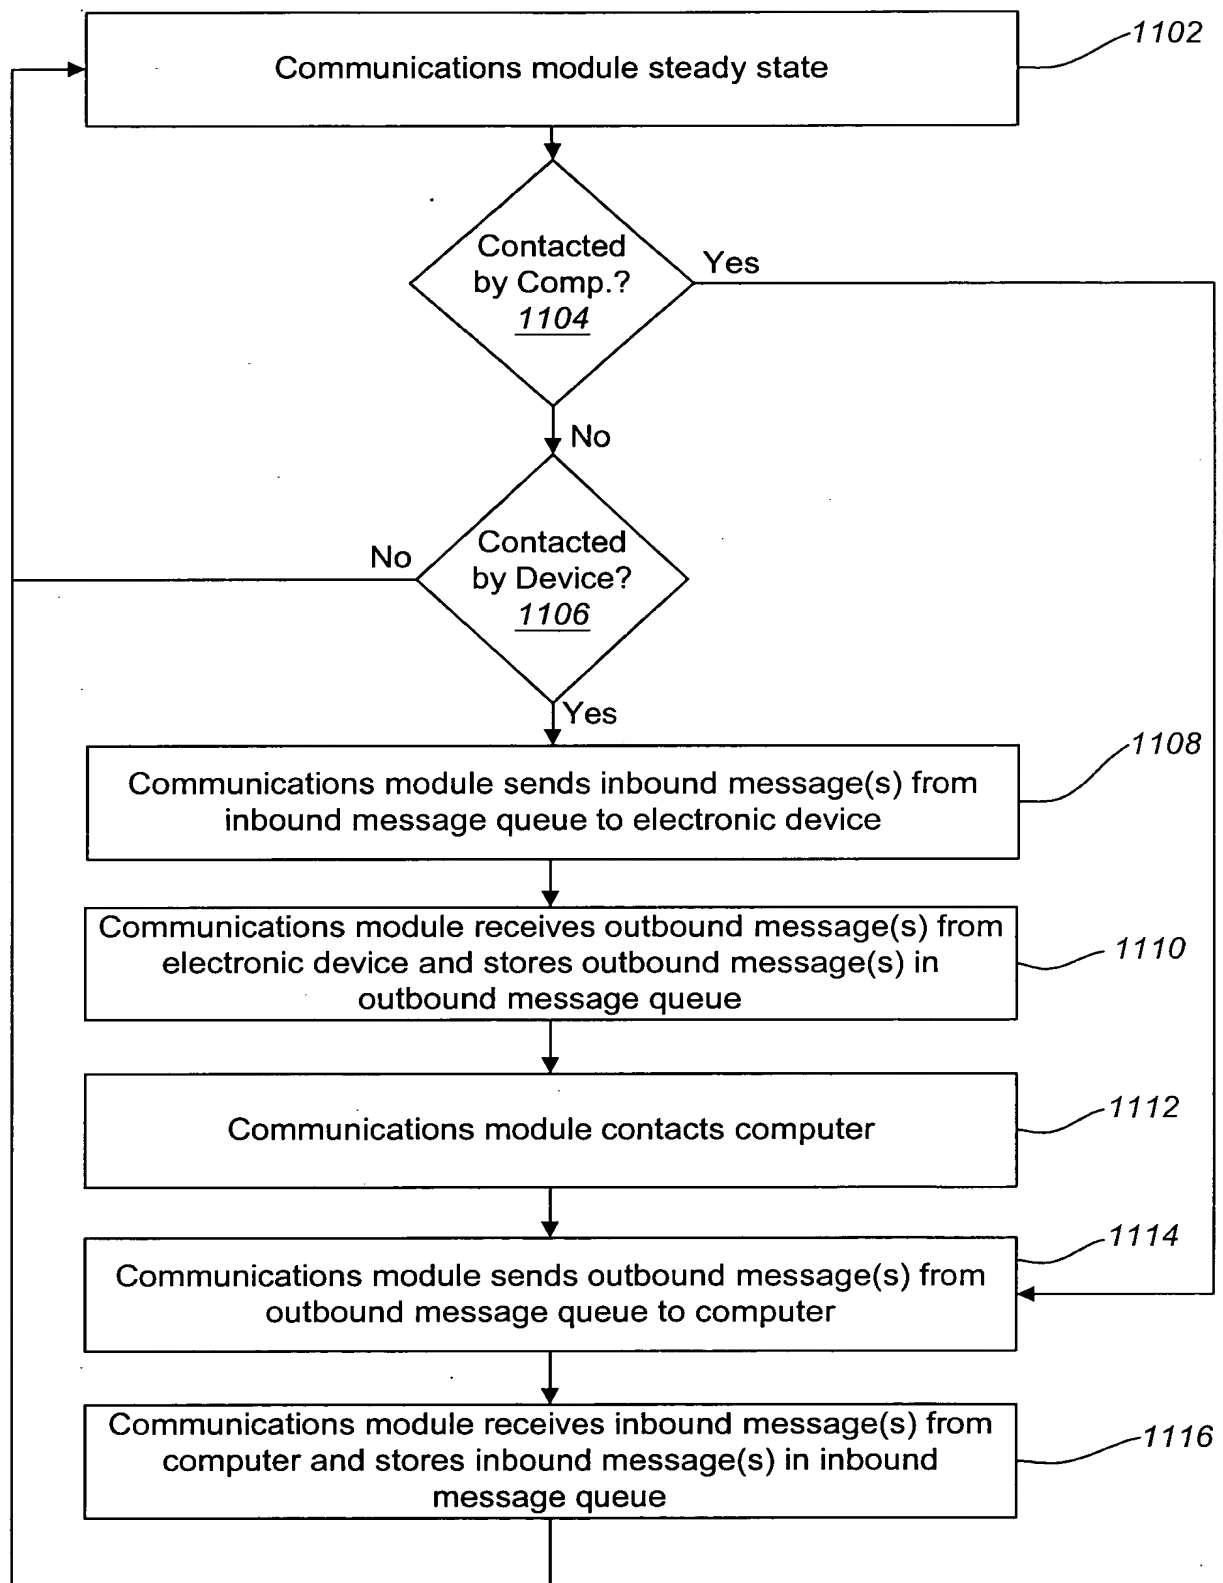 1102
Communications module steady state
Contacted
by Comp.?
1104
Yes
No
Contacted
by Device?
1106
No
Yes
1108
Communications module sends inbound message(s) from
inbound message queue to electronic device
Communications module receives outbound message(s) from
electronic device and stores outbound message(s) in
outbound message queue
1110
Communications module contacts computer
1112
1114
Communications module sends outbound message(s) from
outbound message queue to computer
Communications module receives inbound message(s) from
computer and stores inbound message(s) in inbound
message queue
1116